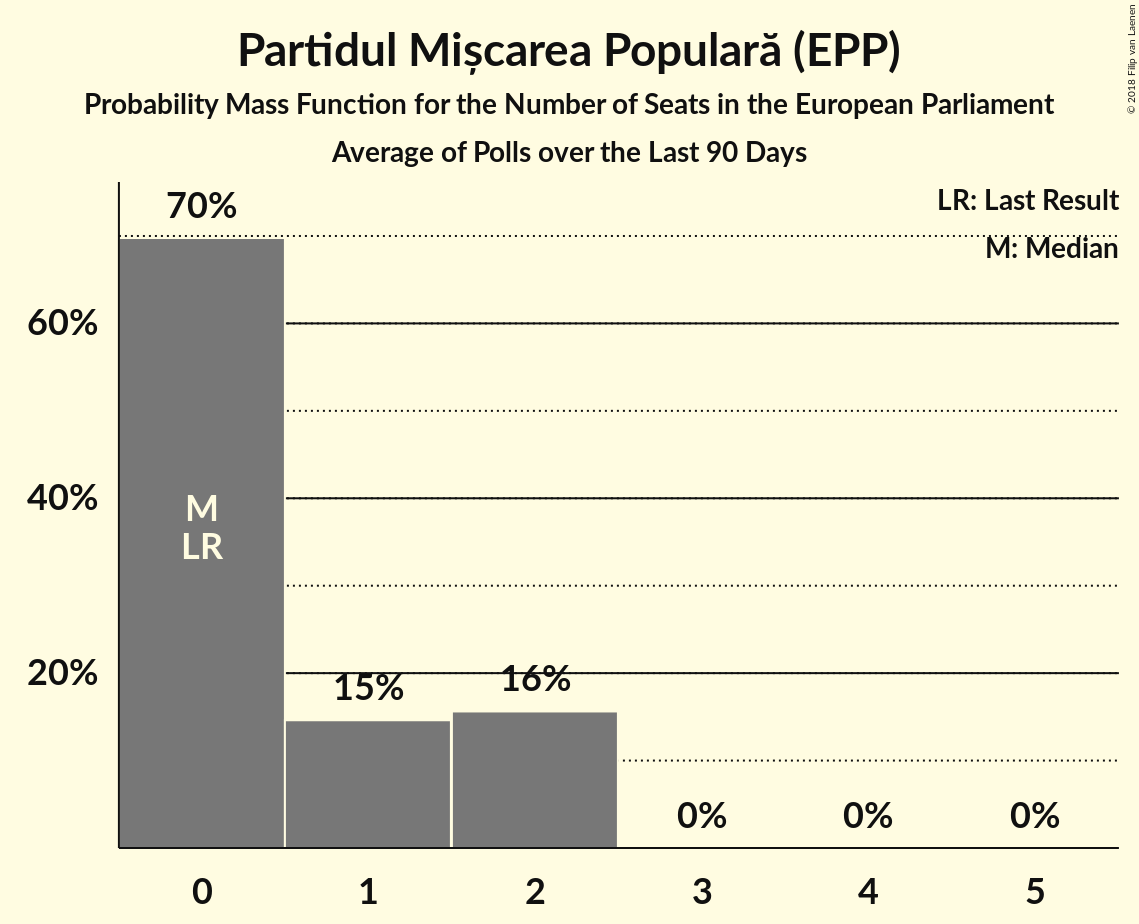 Partidul Mișcarea Populară (EPP)
Probability Mass Function for the Number of Seats in the European Parliament
Average of Polls over the Last 90 Days
© 2018 Filip van Laenen
LR: Last Result
M: Median
70%
60%
40%
20%
M
LR
15%
16%
0%
0%
0%
0
1
2
3
4
5